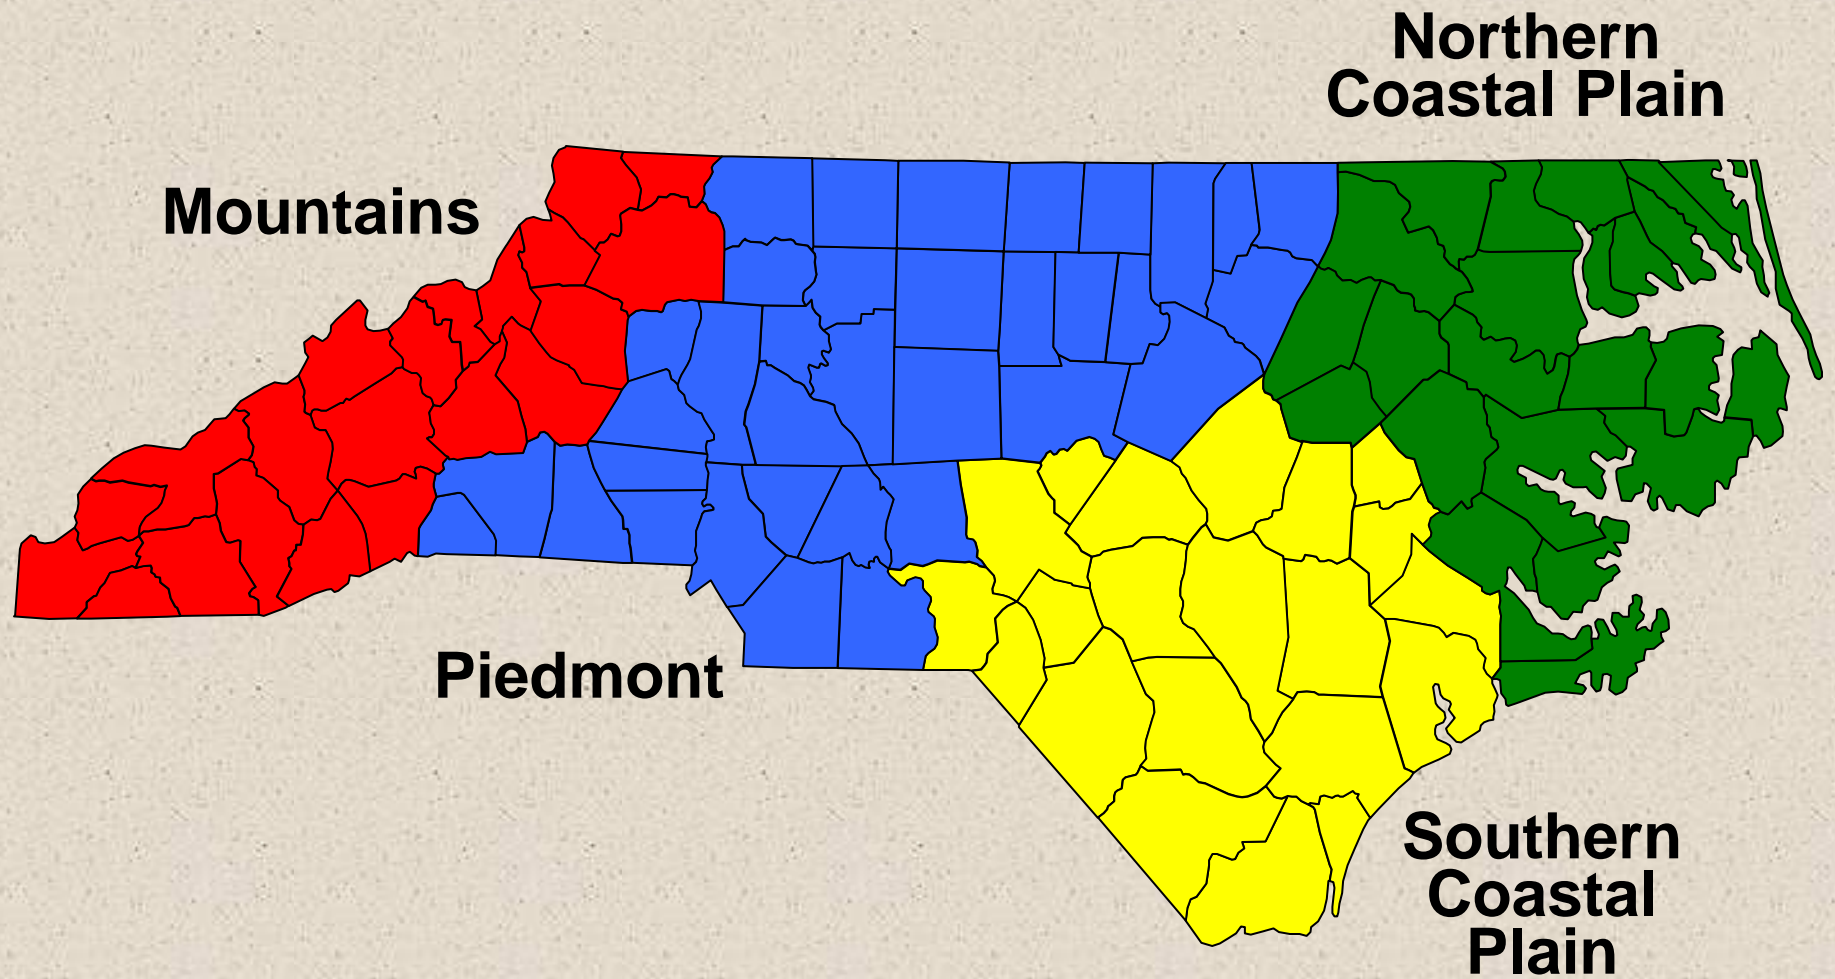 Northern
Coastal Plain
Mountains
Piedmont
Southern
Coastal
Plain